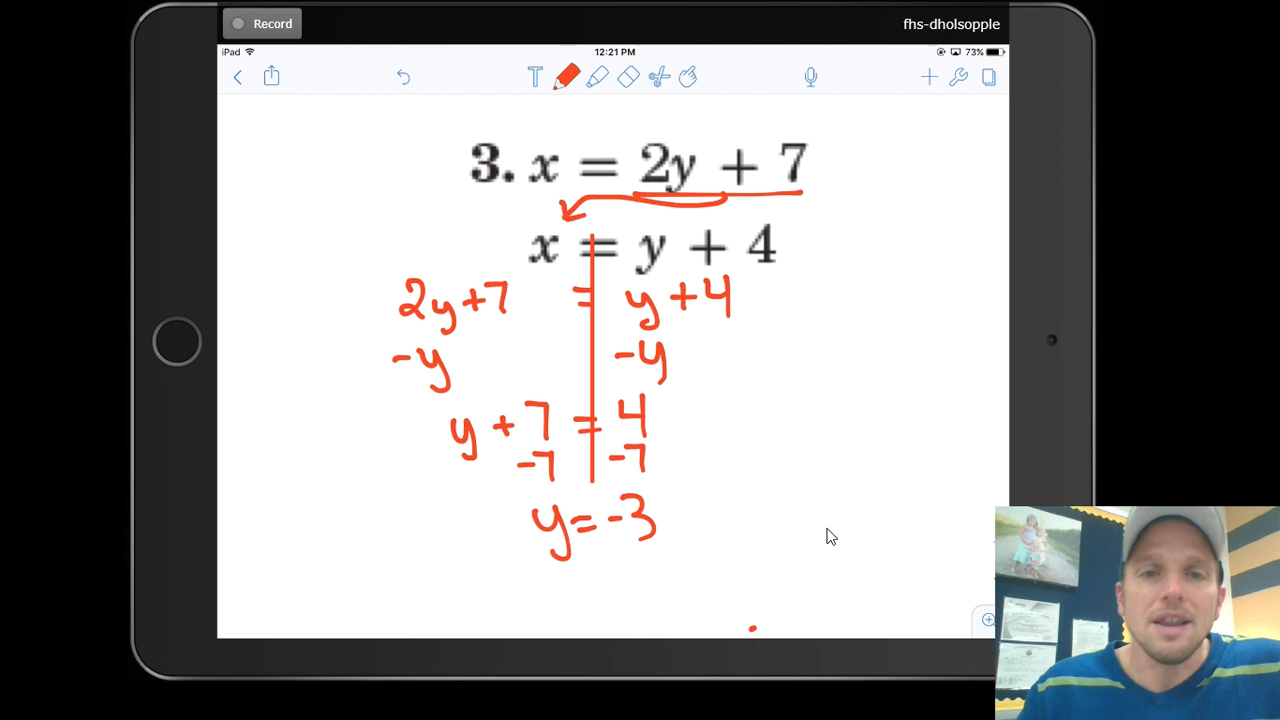 Record
fhs-dholsopple
iPad 12:21 PM 73%
T
3. x = 2y + 7
x = y + 4
2y+7 = y+4
-y -y
y + 7 = 4
-7 -7
y = -3